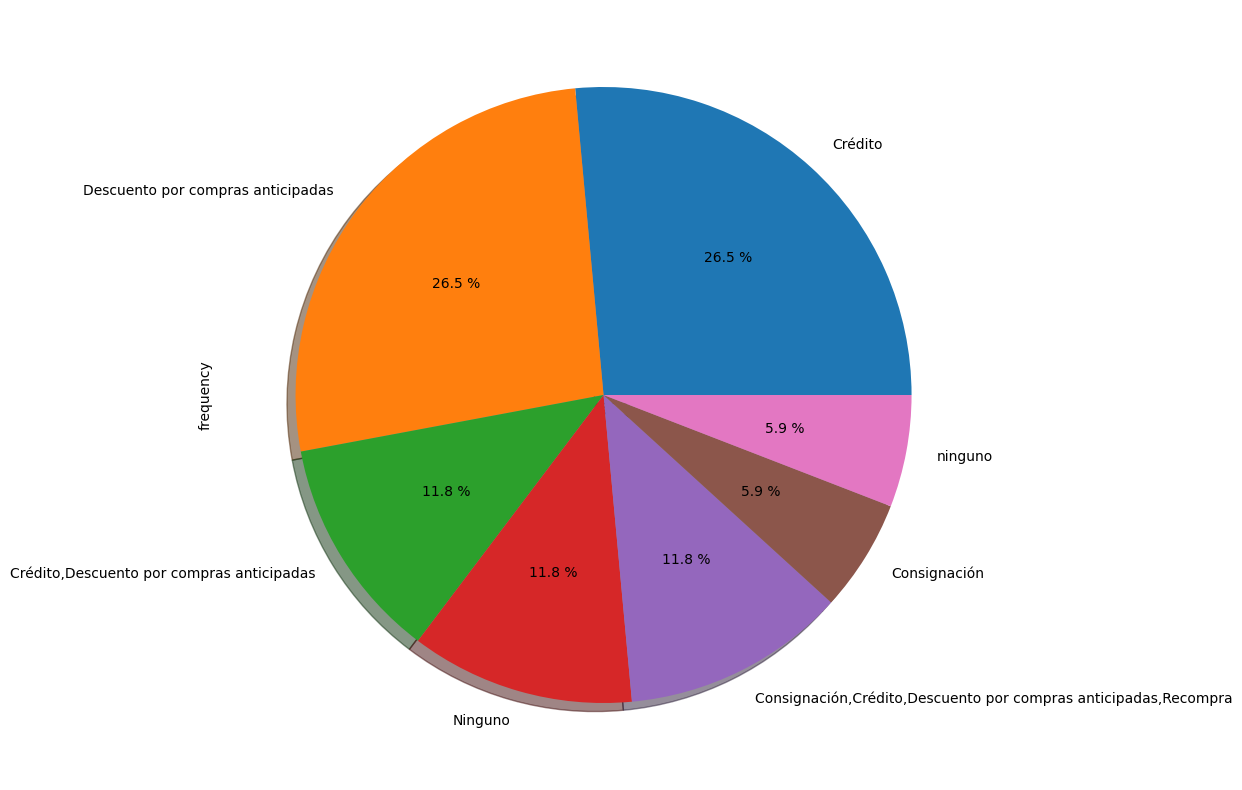 Crédito
Descuento por compras anticipadas
26.5 %
26.5 %
frequency
5.9 %
ninguno
11.8 %
5.9 %
11.8 %
11.8 %
Crédito,Descuento por compras anticipadas
Consignación
Consignación,Crédito,Descuento por compras anticipadas,Recompra
Ninguno